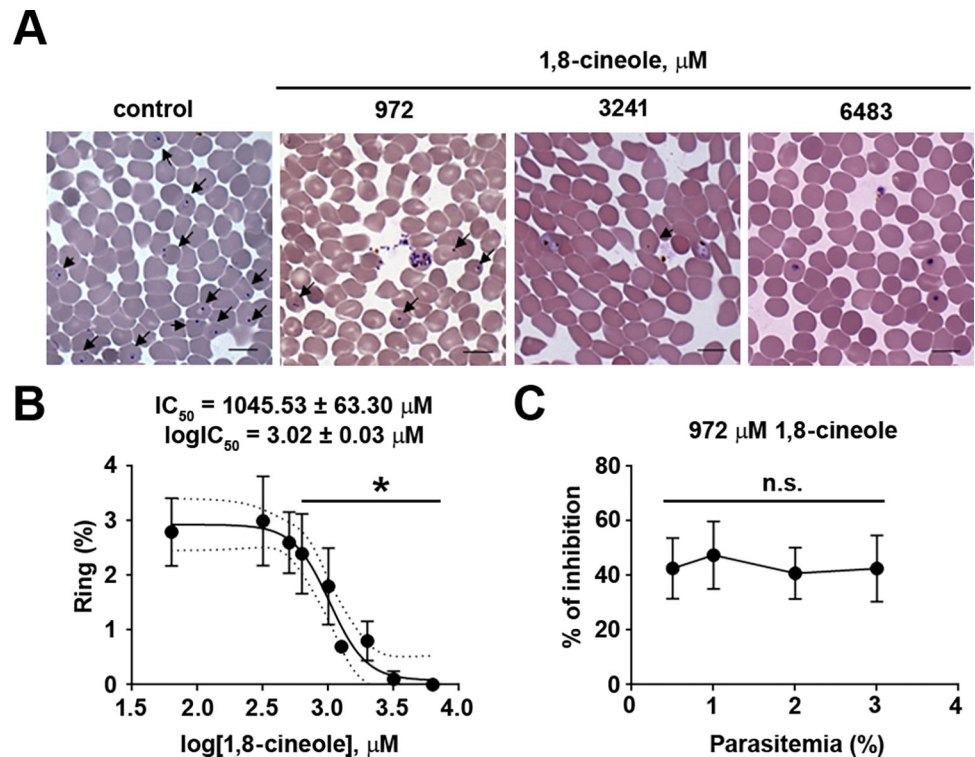 A
1,8-cineole, μM
control
972
3241
6483
B
IC50 = 1045.53 ± 63.30 μM
logIC50 = 3.02 ± 0.03 μM
4
3
2
1
0
Ring (%)
*
1.5 2.0 2.5 3.0 3.5 4.0
log[1,8-cineole], μM
C
972 μM 1,8-cineole
80
60
40
20
0
% of inhibition
n.s.
0 1 2 3 4
Parasitemia (%)